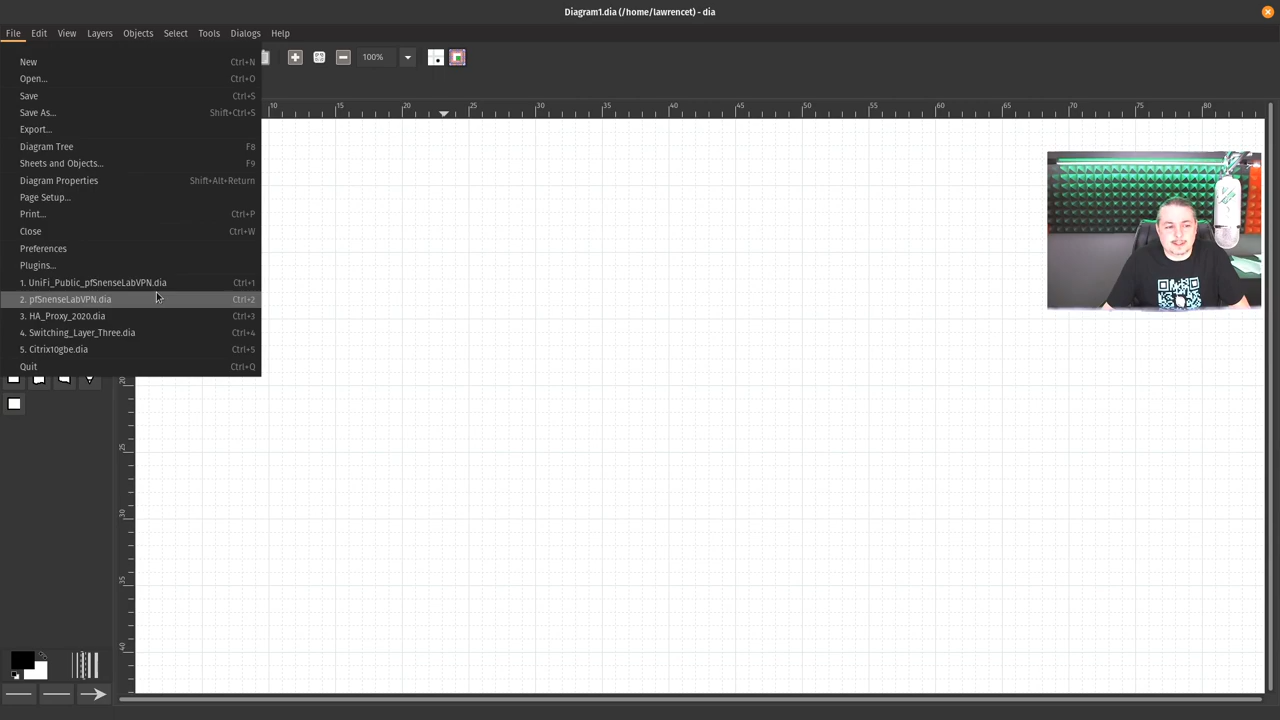 Diagram1.dia (/home/lawrencet) - dia
File Edit View Layers Objects Select Tools Dialogs Help
100%
New Ctrl+N
Open... Ctrl+O
Save Ctrl+S
Save As... Shift+Ctrl+S
Export...
Diagram Tree F8
Sheets and Objects... F9
Diagram Properties Shift+Alt+Return
Page Setup...
Print... Ctrl+P
Close Ctrl+W
Preferences
Plugins...
1. UniFi_Public_pfSnenseLabVPN.dia Ctrl+1
2. pfSnenseLabVPN.dia Ctrl+2
3. HA_Proxy_2020.dia Ctrl+3
4. Switching_Layer_Three.dia Ctrl+4
5. Citrix10gbe.dia Ctrl+5
Quit Ctrl+Q
10 15 20 25 30 35 40 45 50 55 60 65 70 75 80
20
25
30
35
40